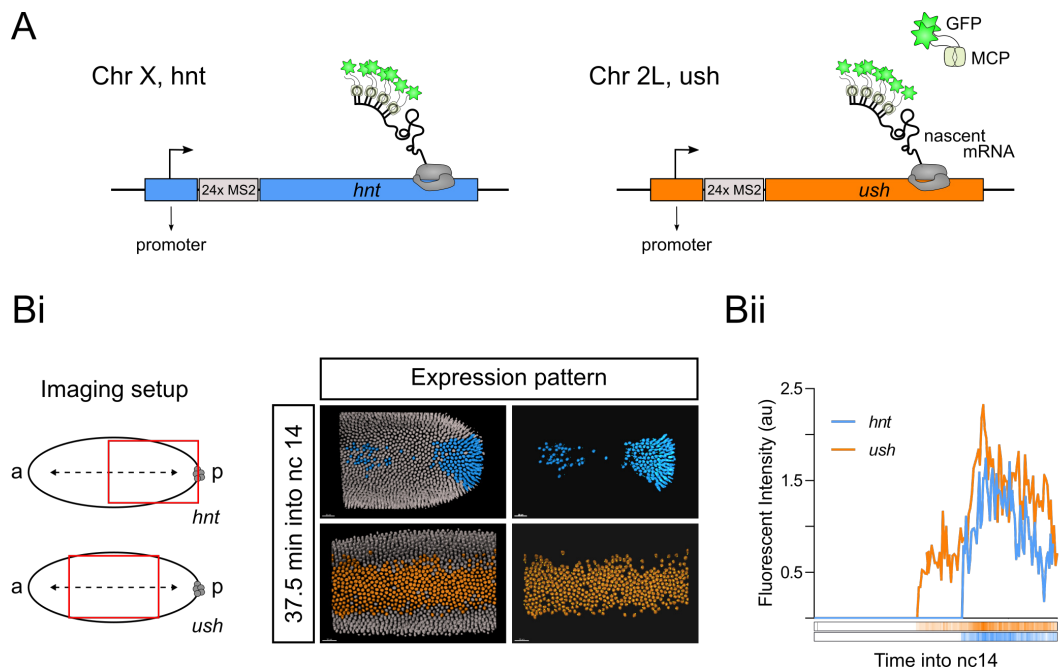 A
Chr X, hnt
Chr 2L, ush
GFP
MCP
nascent
mRNA
24x MS2
hnt
24x MS2
ush
promoter
promoter
Bi
Bii
Imaging setup
Expression pattern
a
p
hnt
a
p
ush
37.5 min into nc 14
Fluorescent Intensity (au)
2.5
1.5
0.5
hnt
ush
Time into nc14